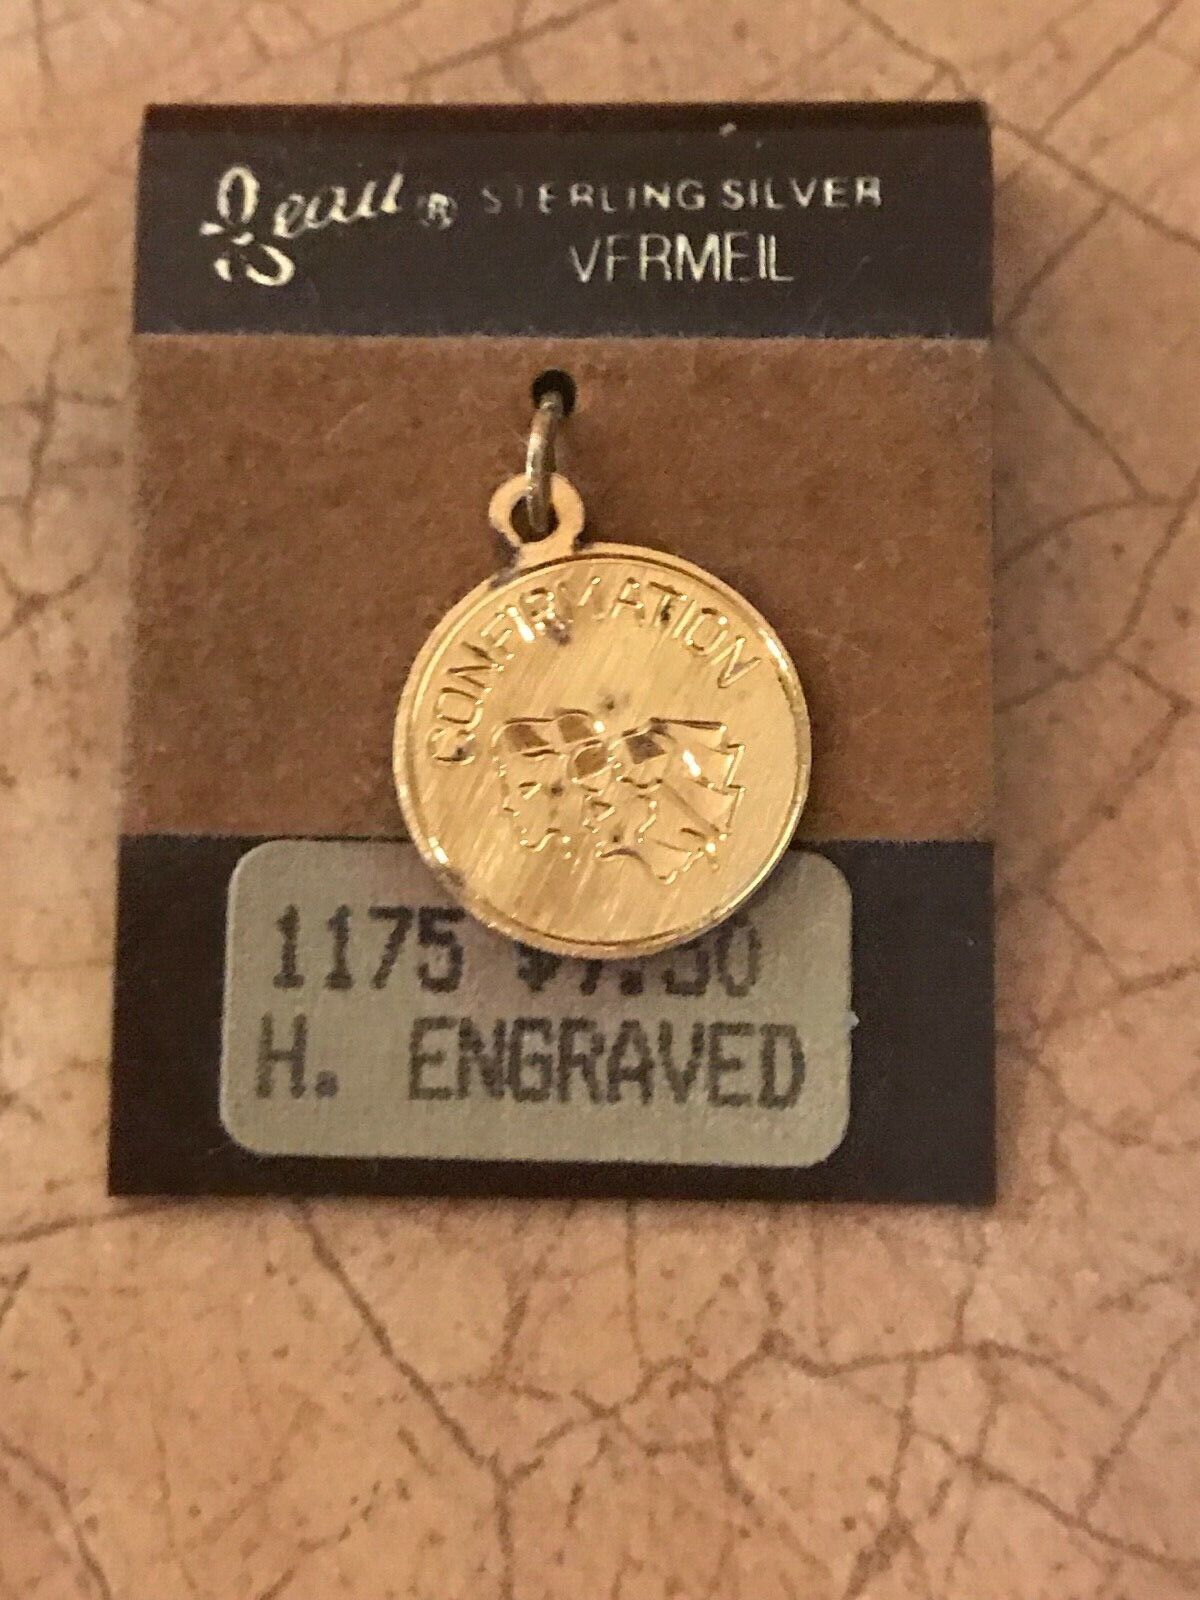 Beau ® STERLING SILVER
VERMEIL
CONFIRMATION
1175
H. ENGRAVED